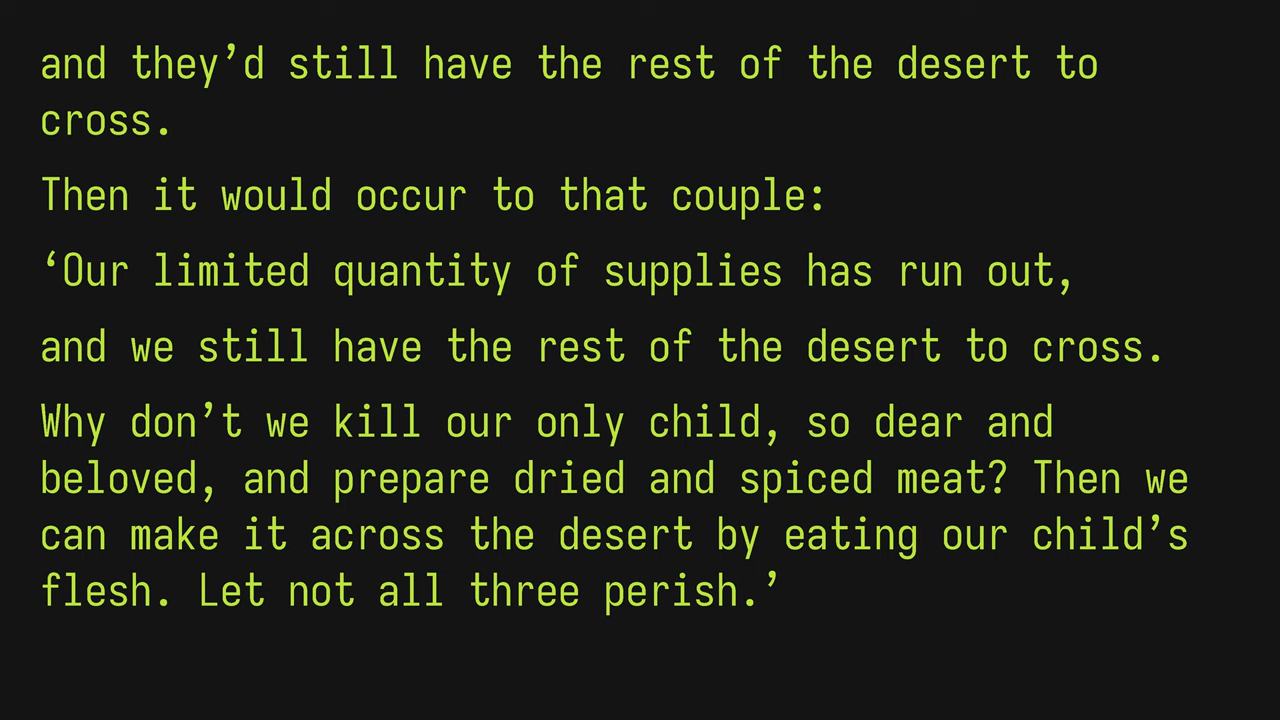 and they’d still have the rest of the desert to
cross.
Then it would occur to that couple:
‘Our limited quantity of supplies has run out,
and we still have the rest of the desert to cross.
Why don’t we kill our only child, so dear and
beloved, and prepare dried and spiced meat? Then we
can make it across the desert by eating our child’s
flesh. Let not all three perish.’